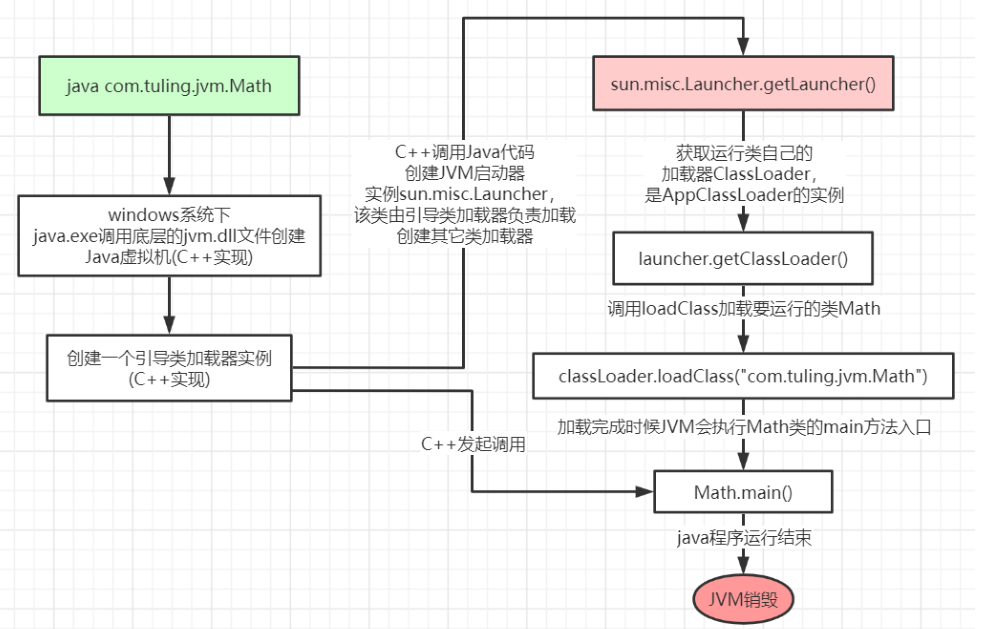 java com.tuling.jvm.Math
windows系统下
java.exe调用底层的jvm.dll文件创建
Java虚拟机(C++实现)
创建一个引导类加载器实例
(C++实现)
C++调用Java代码
创建JVM启动器
实例sun.misc.Launcher，
该类由引导类加载器负责加载
创建其它类加载器
C++发起调用
sun.misc.Launcher.getLauncher()
获取运行类自己的
加载器ClassLoader，
是AppClassLoader的实例
launcher.getClassLoader()
调用loadClass加载要运行的类Math
classLoader.loadClass("com.tuling.jvm.Math")
加载完成时候JVM会执行Math类的main方法入口
Math.main()
java程序运行结束
JVM销毁